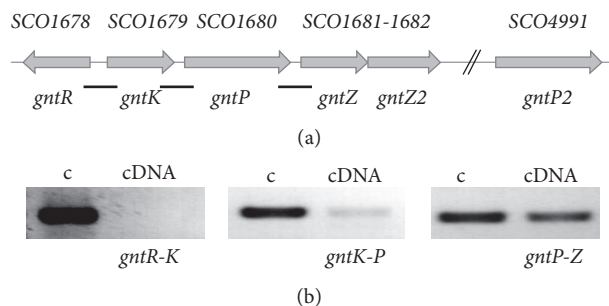 SCO1678 SCO1679 SCO1680 SCO1681-1682 SCO4991
gntR gntK gntP gntZ gntZ2 gntP2
(a)
c cDNA c cDNA c cDNA
gntR-K gntK-P gntP-Z
(b)